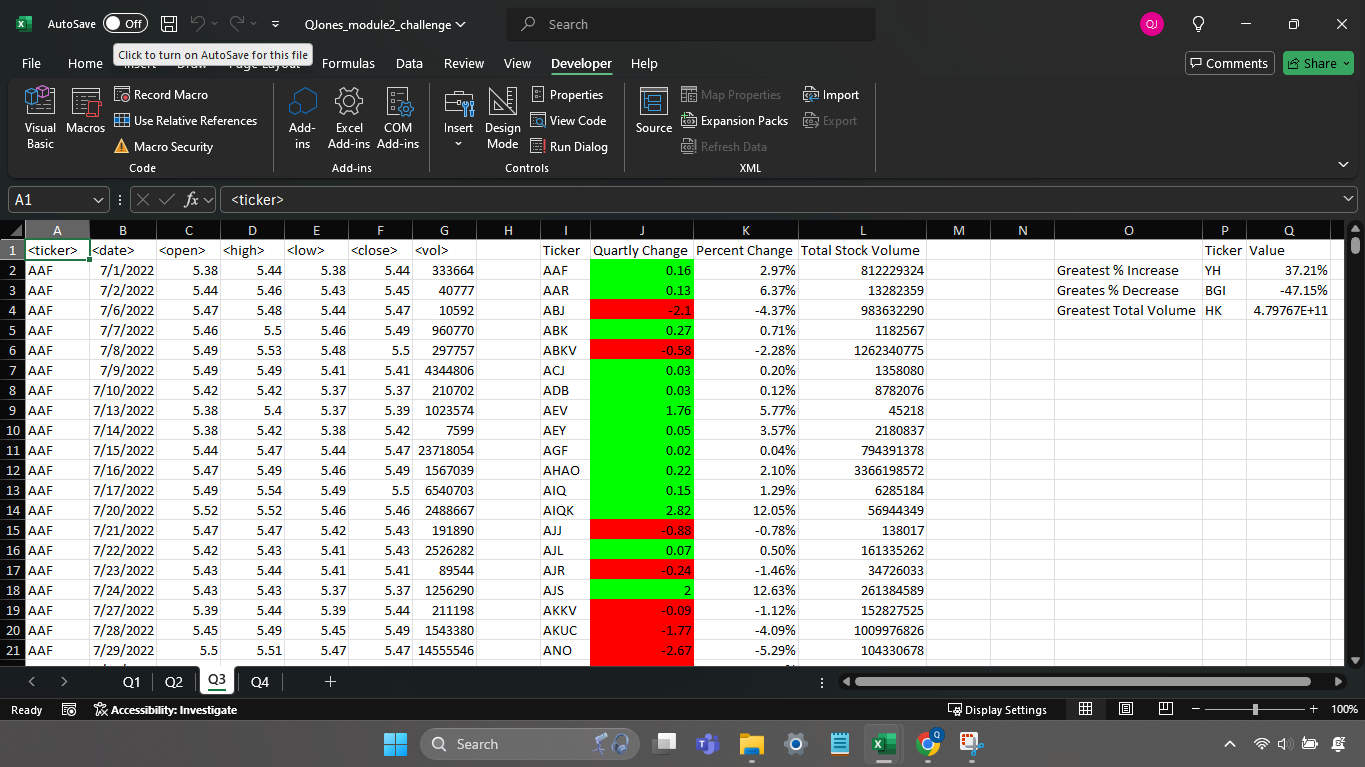 AutoSave Off QJones_module2_challenge Search QJ
Click to turn on AutoSave for this file
File Home Insert Draw Page Layout Formulas Data Review View Developer Help Comments Share
Visual Basic Macros Record Macro Use Relative References Macro Security Code
Add-ins Excel Add-ins COM Add-ins Add-ins
Insert Design Mode Properties View Code Run Dialog Controls
Source Map Properties Expansion Packs Refresh Data Import Export XML
A1 fx <ticker>
A B C D E F G H I J K L M N O P Q
1 <ticker> <date> <open> <high> <low> <close> <vol> Ticker Quartly Change Percent Change Total Stock Volume Ticker Value
2 AAF 7/1/2022 5.38 5.44 5.38 5.44 333664 AAF 0.16 2.97% 812229324 Greatest % Increase YH 37.21%
3 AAF 7/2/2022 5.44 5.46 5.43 5.45 40777 AAR 0.13 6.37% 13282359 Greates % Decrease BGI -47.15%
4 AAF 7/6/2022 5.47 5.48 5.44 5.47 10592 ABJ -2.1 -4.37% 983632290 Greatest Total Volume HK 4.79767E+11
5 AAF 7/7/2022 5.46 5.5 5.46 5.49 960770 ABK 0.27 0.71% 1182567
6 AAF 7/8/2022 5.49 5.53 5.48 5.5 297757 ABKV -0.58 -2.28% 1262340775
7 AAF 7/9/2022 5.49 5.49 5.41 5.41 4344806 ACJ 0.03 0.20% 1358080
8 AAF 7/10/2022 5.42 5.42 5.37 5.37 210702 ADB 0.03 0.12% 8782076
9 AAF 7/13/2022 5.38 5.4 5.37 5.39 1023574 AEV 1.76 5.77% 45218
10 AAF 7/14/2022 5.38 5.42 5.38 5.42 7599 AEY 0.05 3.57% 2180837
11 AAF 7/15/2022 5.44 5.47 5.44 5.47 23718054 AGF 0.02 0.04% 794391378
12 AAF 7/16/2022 5.47 5.49 5.46 5.49 1567039 AHAO 0.22 2.10% 3366198572
13 AAF 7/17/2022 5.49 5.54 5.49 5.5 6540703 AIQ 0.15 1.29% 6285184
14 AAF 7/20/2022 5.52 5.52 5.46 5.46 2488667 AIQK 2.82 12.05% 56944349
15 AAF 7/21/2022 5.47 5.47 5.42 5.43 191890 AJJ -0.88 -0.78% 138017
16 AAF 7/22/2022 5.42 5.43 5.41 5.43 2526282 AJL 0.07 0.50% 161335262
17 AAF 7/23/2022 5.43 5.44 5.41 5.41 89544 AJR -0.24 -1.46% 34726033
18 AAF 7/24/2022 5.43 5.43 5.37 5.37 1256290 AJS 2 12.63% 261384589
19 AAF 7/27/2022 5.39 5.44 5.39 5.44 211198 AKKV -0.09 -1.12% 152827525
20 AAF 7/28/2022 5.45 5.49 5.45 5.49 1543380 AKUC -1.77 -4.09% 1009976826
21 AAF 7/29/2022 5.5 5.51 5.47 5.47 14555546 ANO -2.67 -5.29% 104330678
Q1 Q2 Q3 Q4
Ready Accessibility: Investigate Display Settings 100%
Search Q